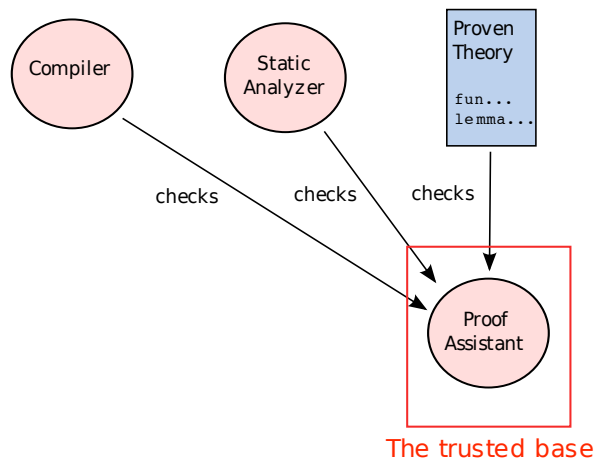 Compiler
Static
Analyzer
Proven
Theory
fun...
lemma...
checks
checks
checks
Proof
Assistant
The trusted base